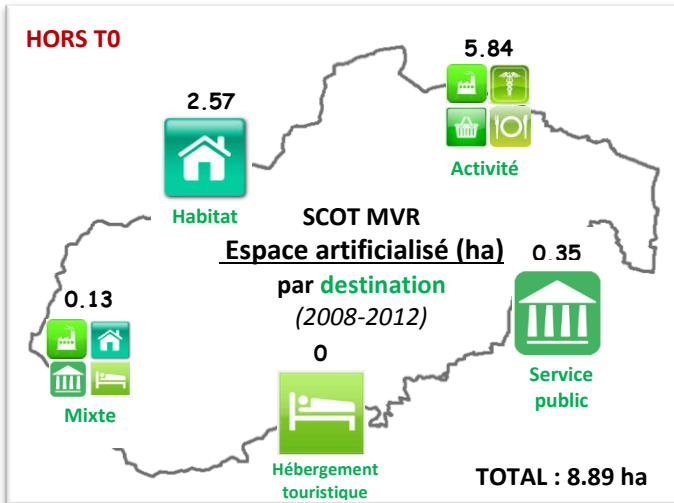 HORS T0
5.84
Activité
2.57
Habitat
SCOT MVR
Espace artificialisé (ha)
par destination
(2008-2012)
0.35
Service
public
0.13
Mixte
0
Hébergement
touristique
TOTAL : 8.89 ha